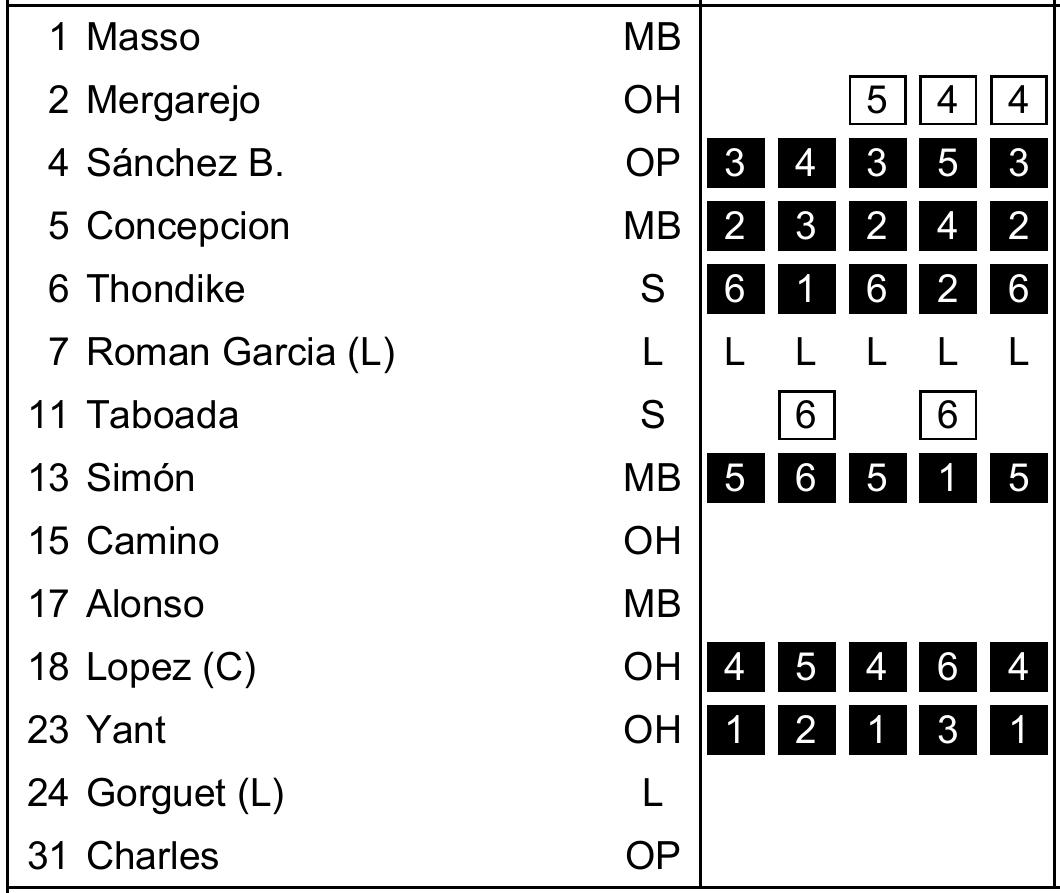 1 Masso MB
2 Mergarejo OH 5 4 4
4 Sánchez B. OP 3 4 3 5 3
5 Concepcion MB 2 3 2 4 2
6 Thondike S 6 1 6 2 6
7 Roman Garcia (L) L L L L L L
11 Taboada S 6 6
13 Simón MB 5 6 5 1 5
15 Camino OH
17 Alonso MB
18 Lopez (C) OH 4 5 4 6 4
23 Yant OH 1 2 1 3 1
24 Gorguet (L) L
31 Charles OP